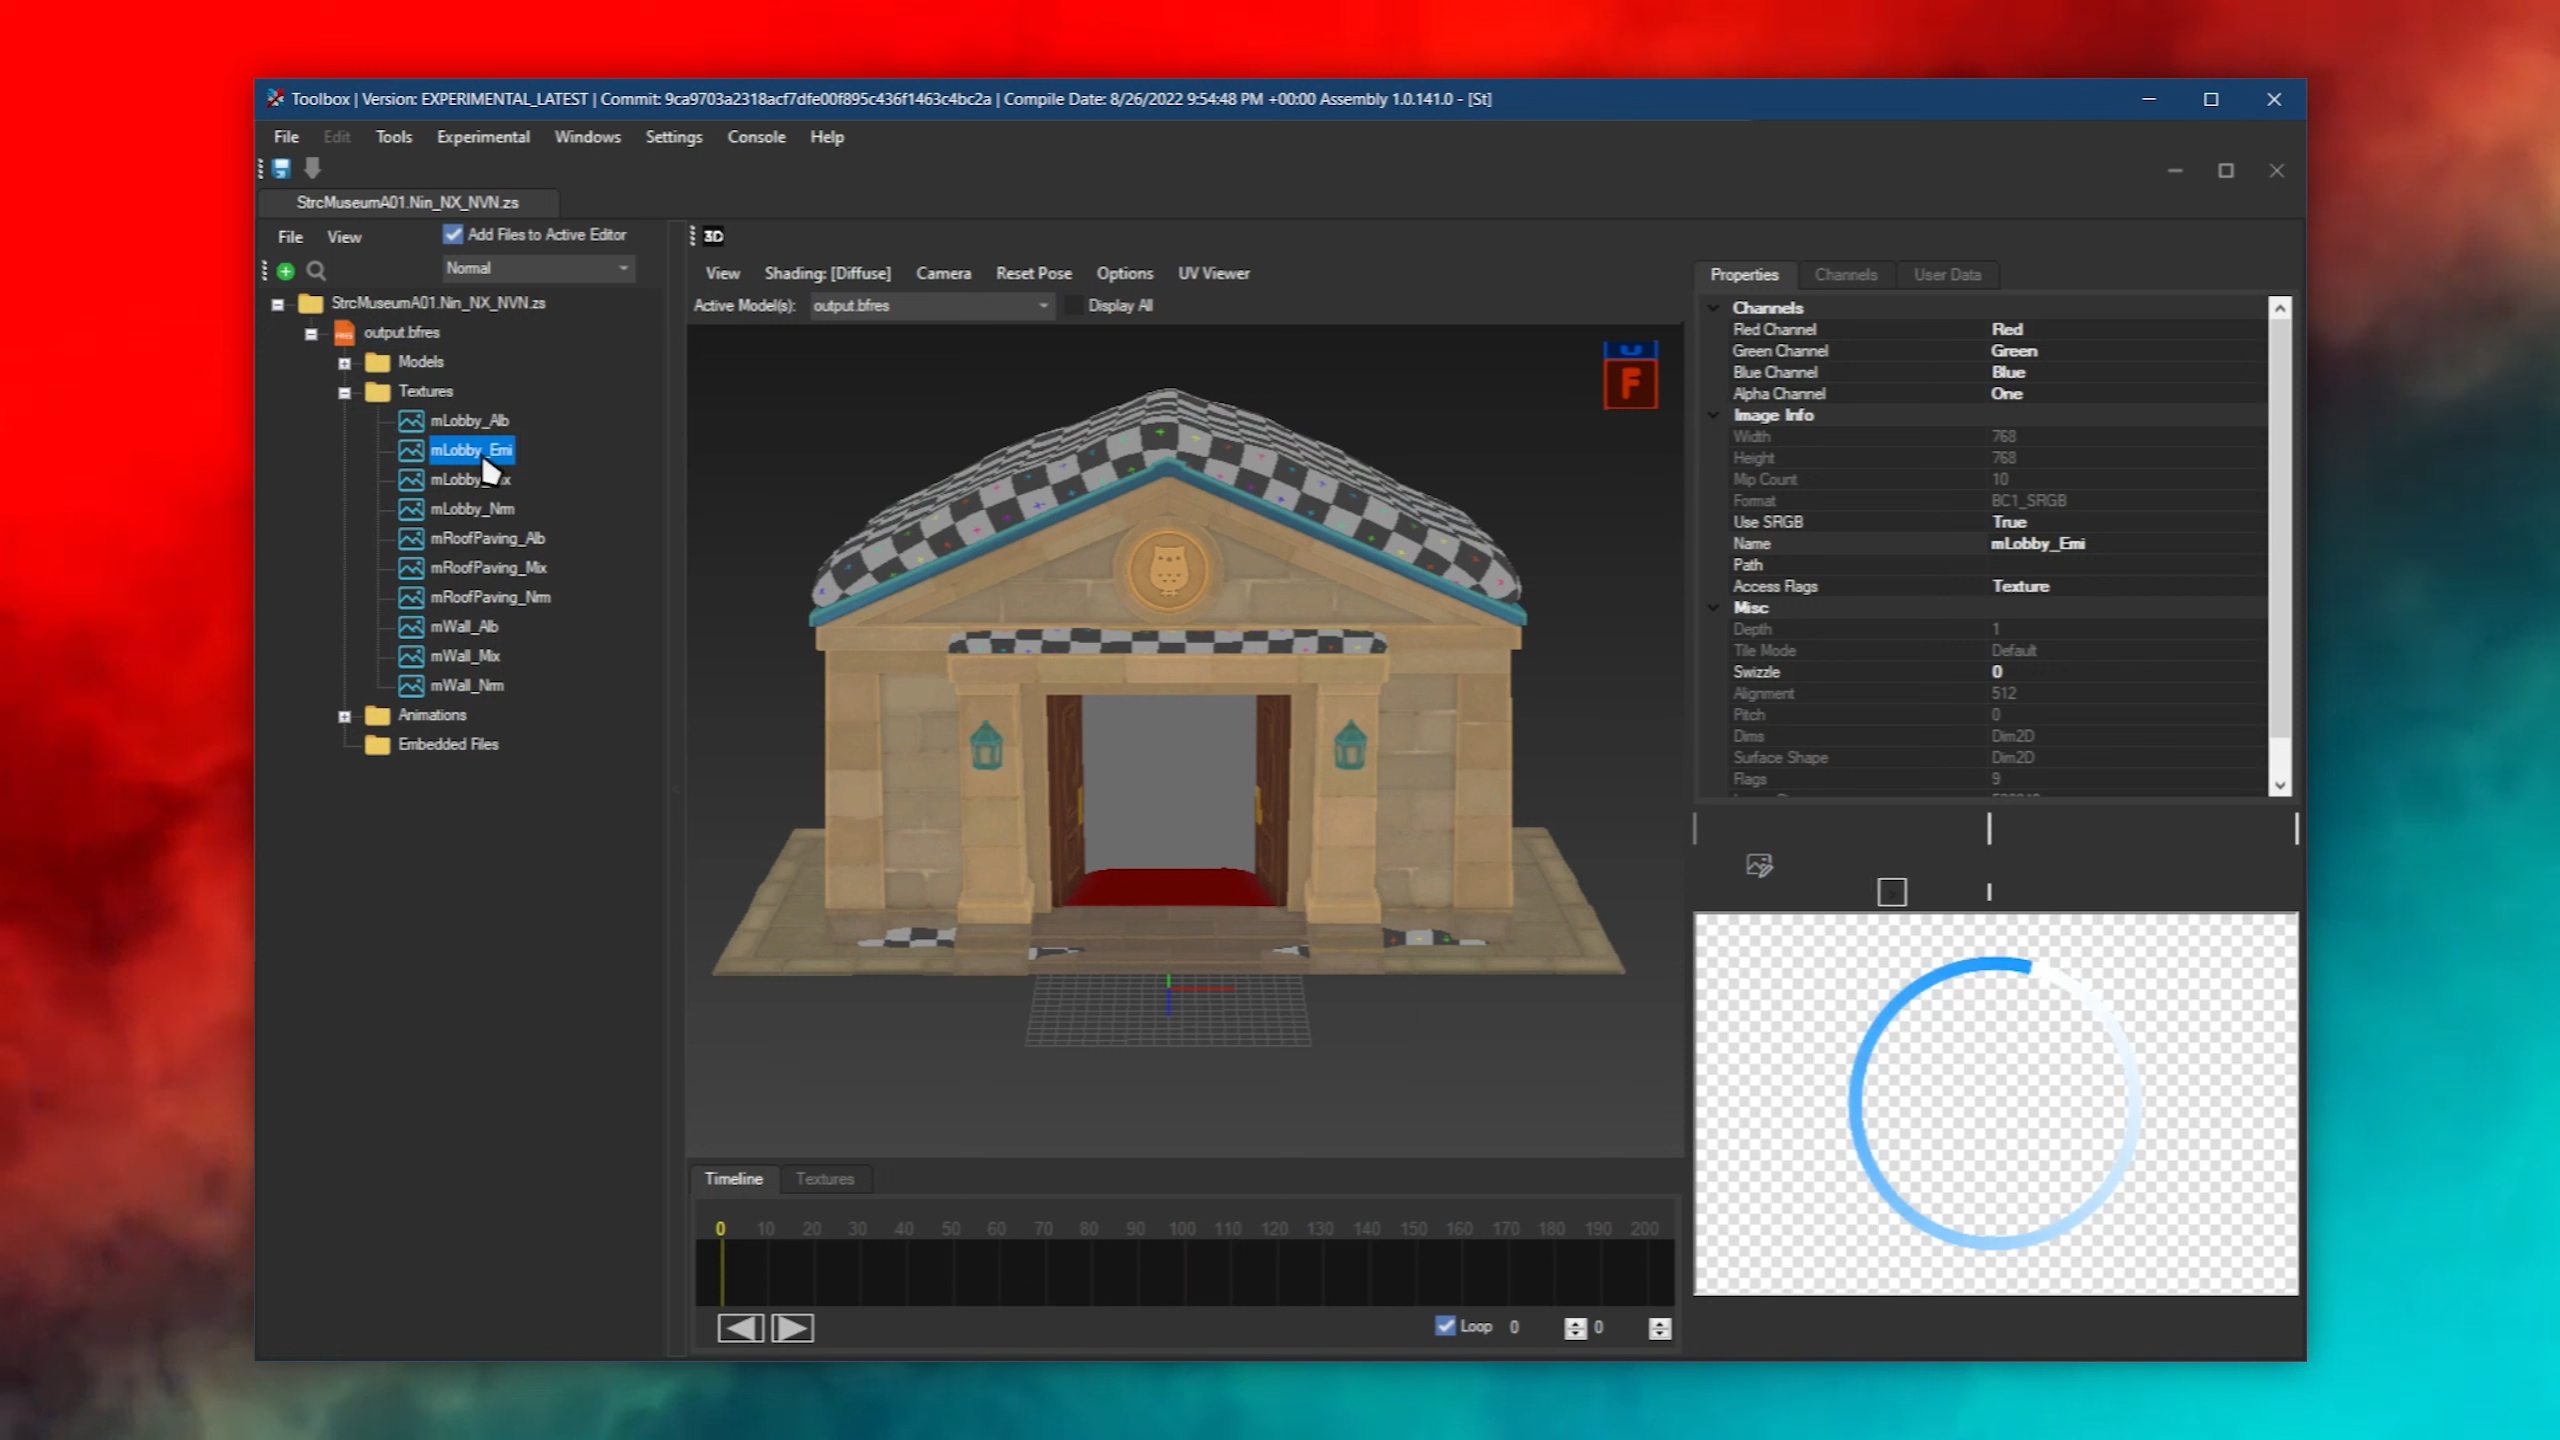 Toolbox | Version: EXPERIMENTAL_LATEST | Commit: 9ca9703a2318acf7dfe00f895c436f1463c4bc2a | Compile Date: 8/26/2022 9:54:48 PM +00:00 Assembly 1.0.141.0 - [St]
File Edit Tools Experimental Windows Settings Console Help
StrcMuseumA01.Nin_NX_NVN.zs
File View Add Files to Active Editor
Normal
StrcMuseumA01.Nin_NX_NVN.zs
output.bfres
Models
Textures
mLobby_Alb
mLobby_Emi
mLobby
mLobby_Nrm
mRoofPaving_Alb
mRoofPaving_Mix
mRoofPaving_Nrm
mWall_Alb
mWall_Mix
mWall_Nrm
Animations
Embedded Files
3D
View Shading: [Diffuse] Camera Reset Pose Options UV Viewer
Active Model(s): output.bfres Display All
F
Timeline Textures
0 10 20 30 40 50 60 70 80 90 100 110 120 130 140 150 160 170 180 190 200
Loop 0 0
Properties Channels User Data
Channels
Red Channel Red
Green Channel Green
Blue Channel Blue
Alpha Channel One
Image Info
Width 768
Height 768
Mip Count 10
Format BC1_SRGB
Use SRGB True
Name mLobby_Emi
Path
Access Flags Texture
Misc
Depth 1
Tile Mode Default
Swizzle 0
Alignment 512
Pitch 0
Dims Dim2D
Surface Shape Dim2D
Flags 9